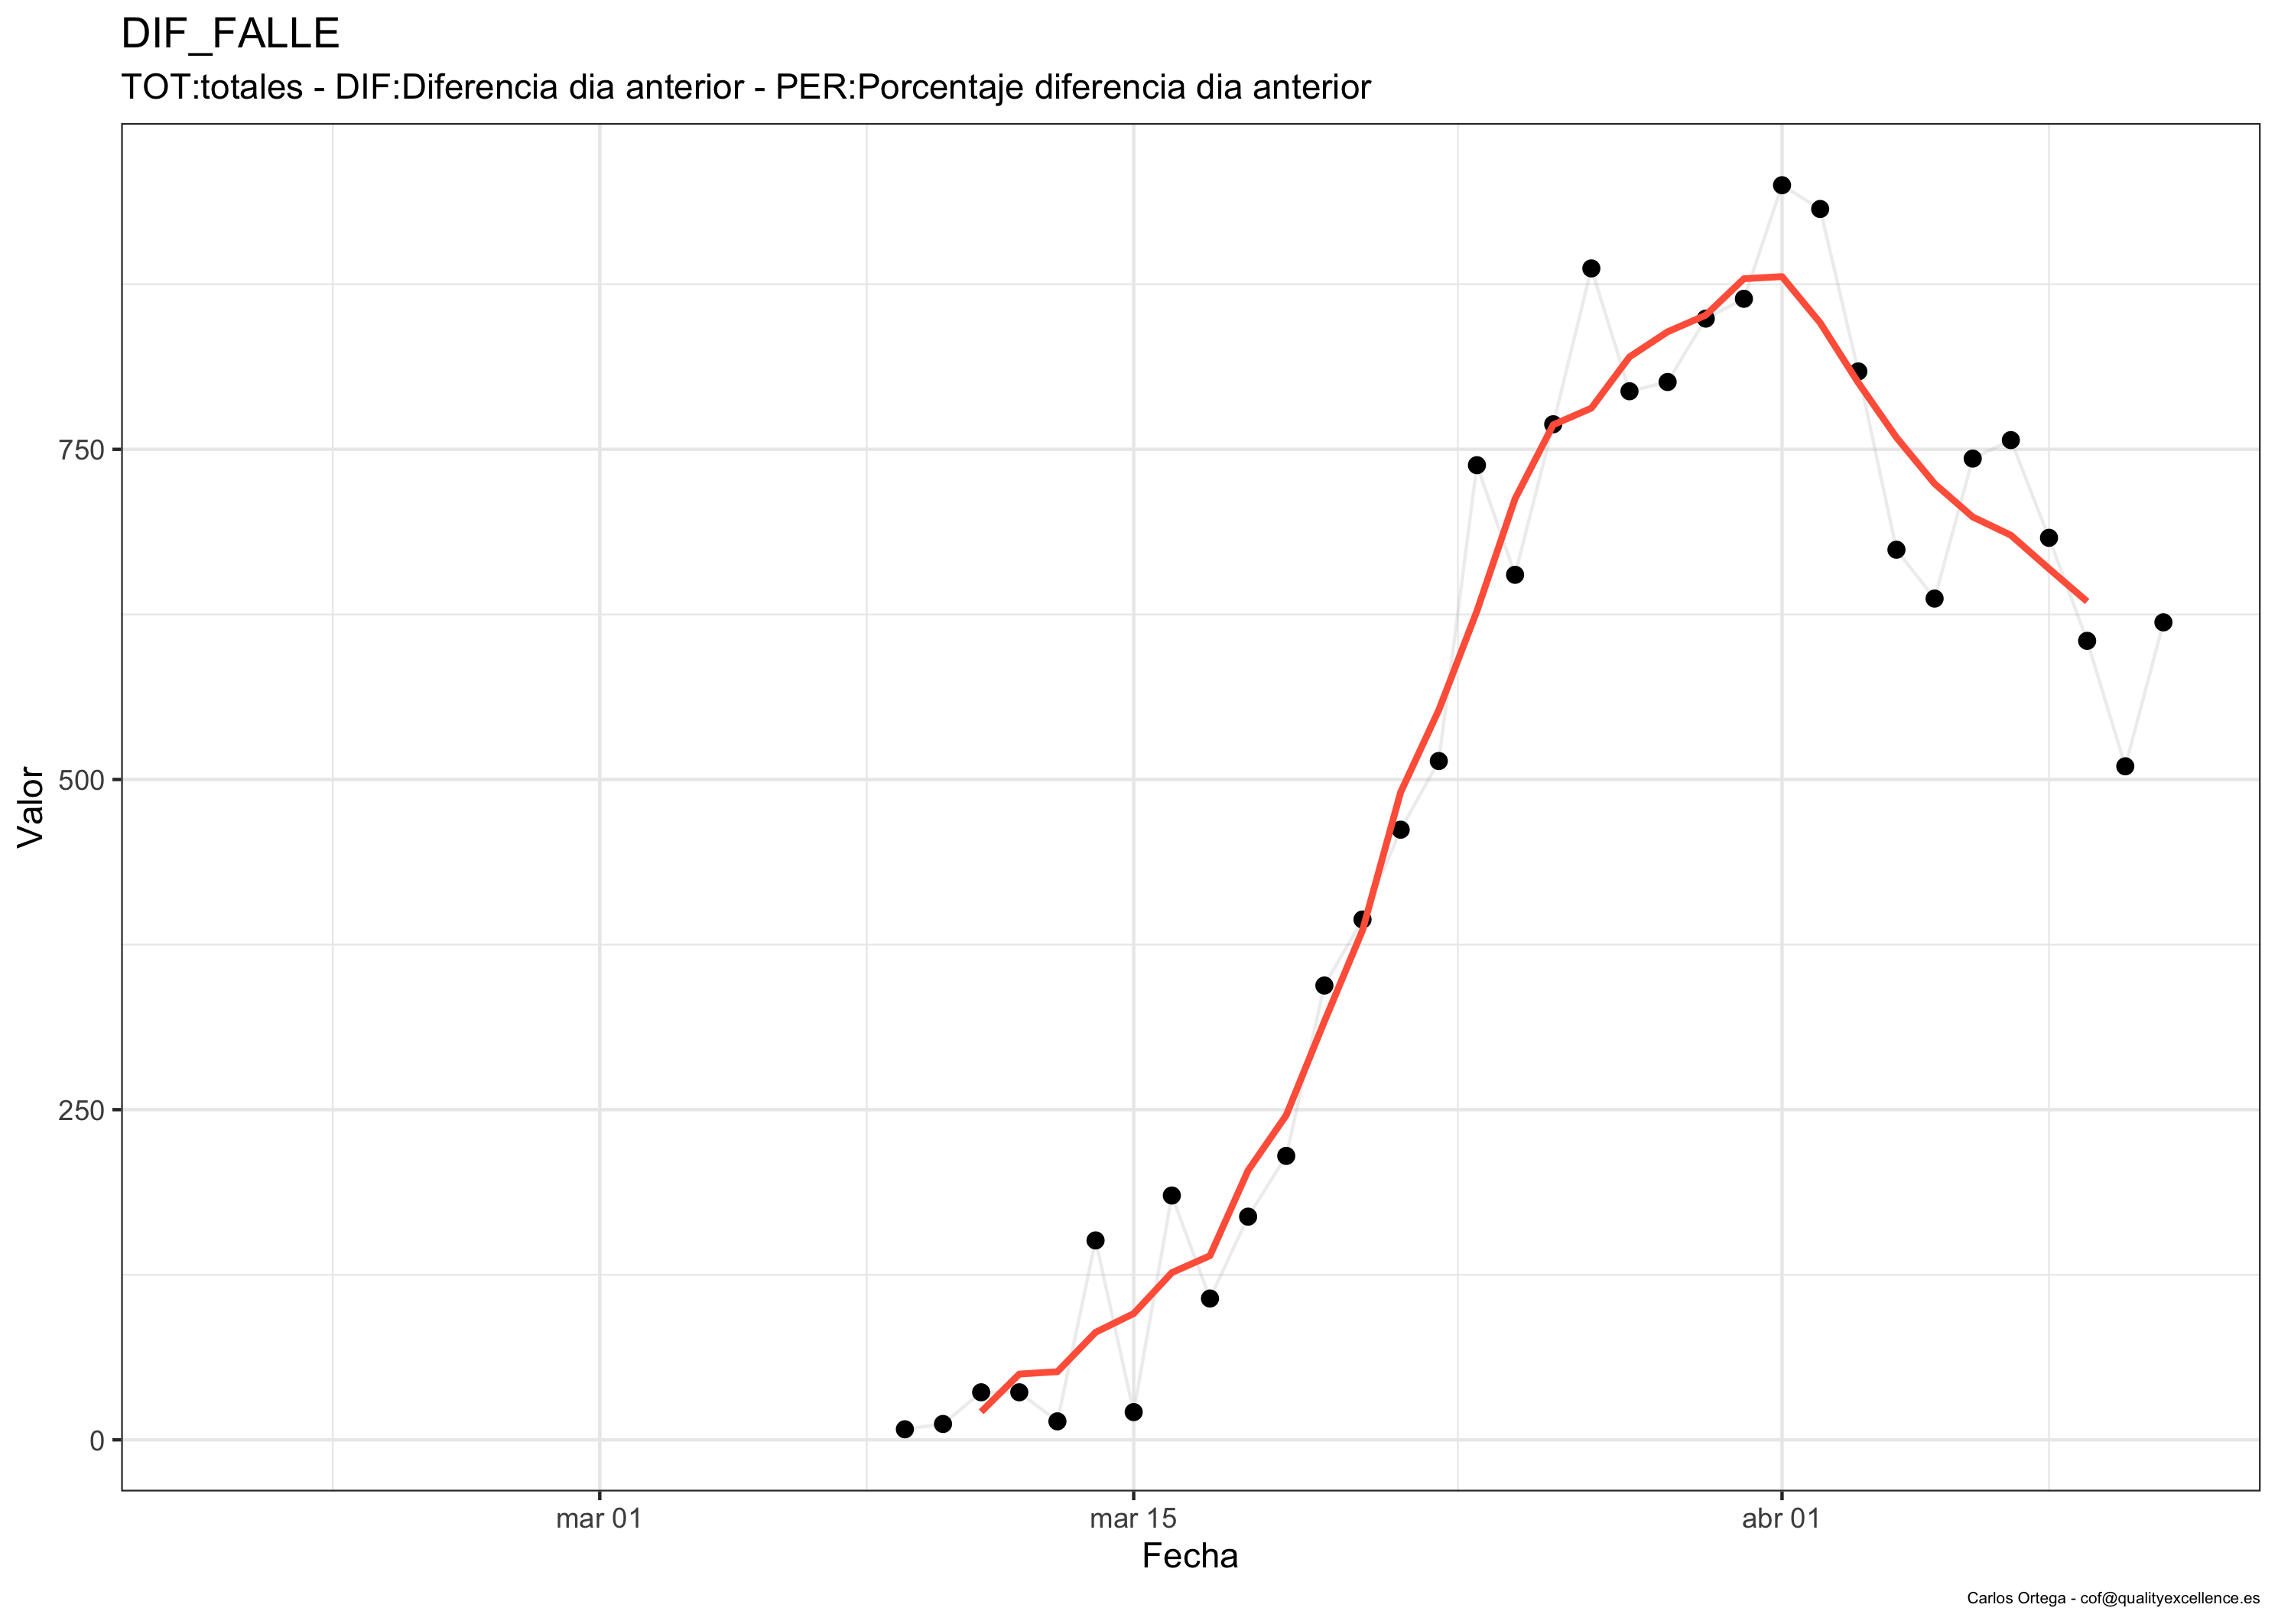 DIF_FALLE
TOT:totales - DIF:Diferencia dia anterior - PER:Porcentaje diferencia dia anterior
Valor
750
500
250
0
mar 01
mar 15
abr 01
Fecha
Carlos Ortega - cof@qualityexcellence.es